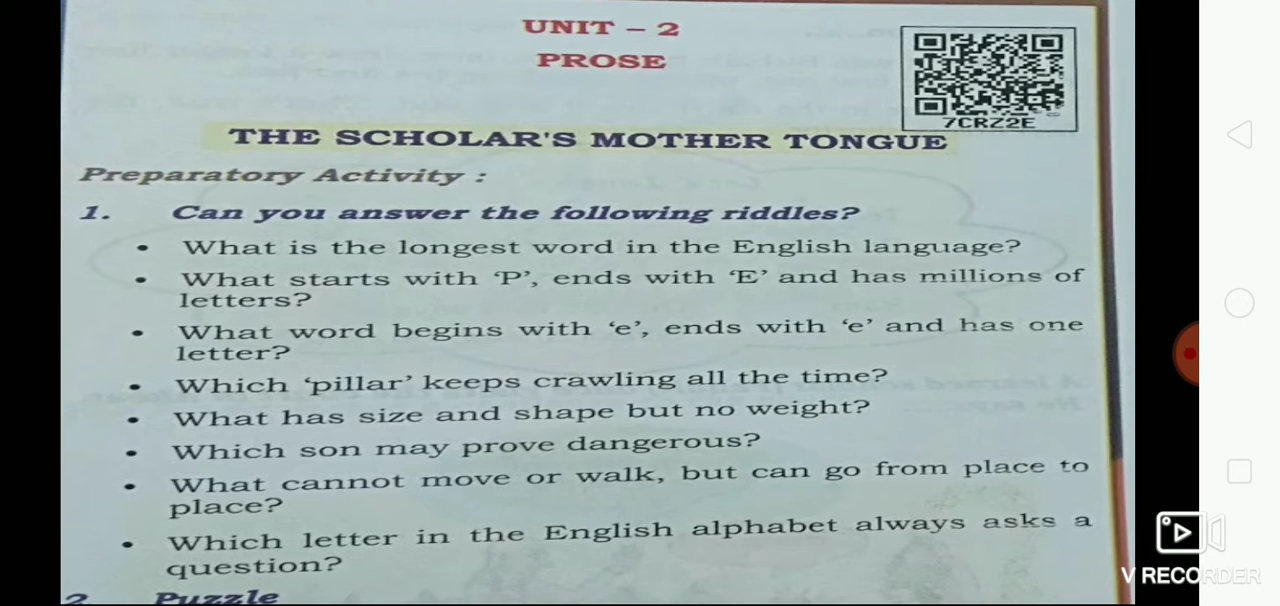 UNIT – 2
PROSE
7CRZ2E
THE SCHOLAR'S MOTHER TONGUE
Preparatory Activity :
1. Can you answer the following riddles?
• What is the longest word in the English language?
• What starts with ‘P’, ends with ‘E’ and has millions of
letters?
• What word begins with ‘e’, ends with ‘e’ and has one
letter?
• Which ‘pillar’ keeps crawling all the time?
• What has size and shape but no weight?
• Which son may prove dangerous?
• What cannot move or walk, but can go from place to
place?
• Which letter in the English alphabet always asks a
question?
2 Puzzle
V RECORDER